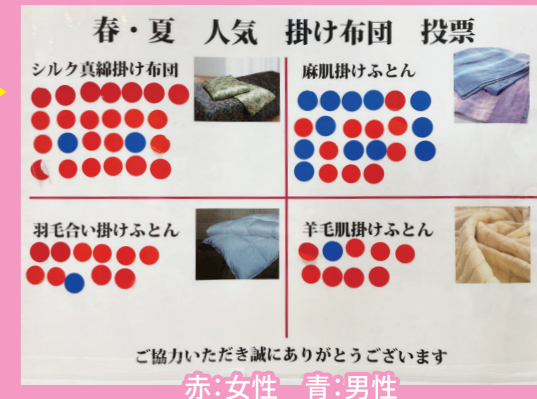 春・夏　人気　掛け布団　投票
シルク真綿掛け布団
麻肌掛けふとん
羽毛合い掛けふとん
羊毛肌掛けふとん
ご協力いただき誠にありがとうございます
赤:女性　青:男性